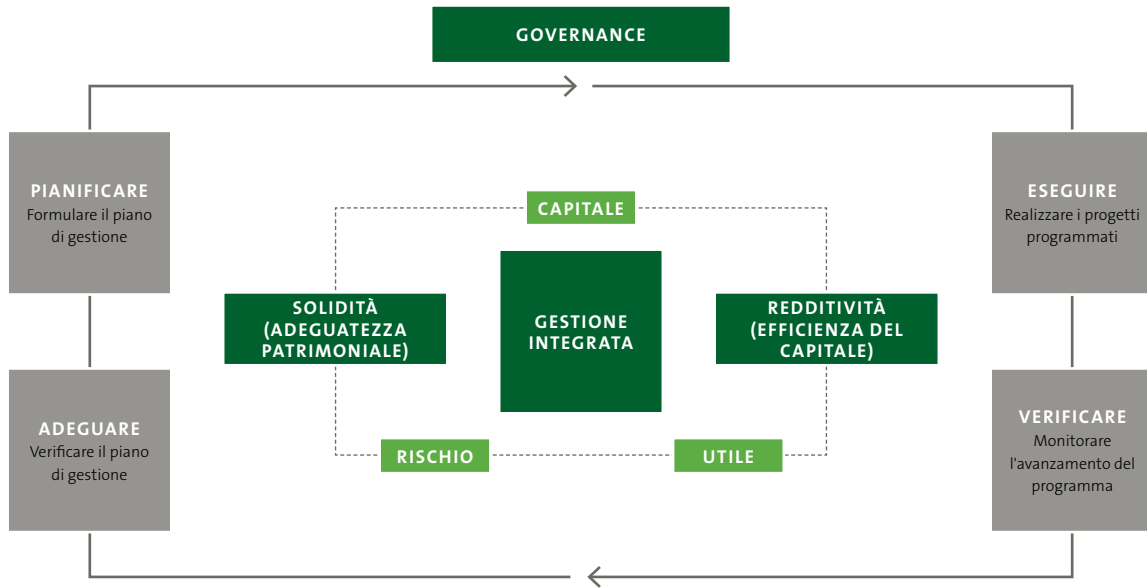 GOVERNANCE
PIANIFICARE
Formulare il piano
di gestione
ESEGUIRE
Realizzare i progetti
programmati
CAPITALE
SOLIDITÀ
(ADEGUATEZZA
PATRIMONIALE)
GESTIONE
INTEGRATA
REDDITIVITÀ
(EFFICIENZA DEL
CAPITALE)
ADEGUARE
Verificare il piano
di gestione
RISCHIO
UTILE
VERIFICARE
Monitorare
l'avanzamento del
programma